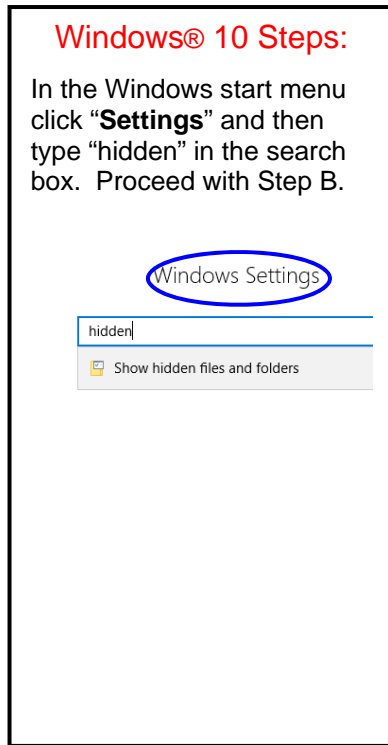 Windows® 10 Steps:
In the Windows start menu
click “Settings” and then
type “hidden” in the search
box.  Proceed with Step B.
Windows Settings
hidden
Show hidden files and folders